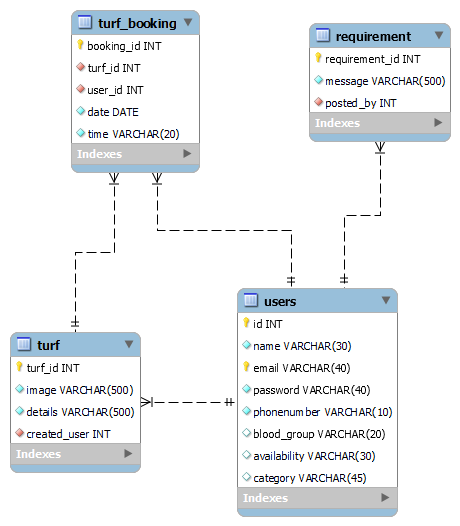 turf_booking
booking_id INT
turf_id INT
user_id INT
date DATE
time VARCHAR(20)
Indexes
requirement
requirement_id INT
message VARCHAR(500)
posted_by INT
Indexes
users
id INT
name VARCHAR(30)
email VARCHAR(40)
password VARCHAR(40)
phonenumber VARCHAR(10)
blood_group VARCHAR(20)
availability VARCHAR(30)
category VARCHAR(45)
Indexes
turf
turf_id INT
image VARCHAR(500)
details VARCHAR(500)
created_user INT
Indexes